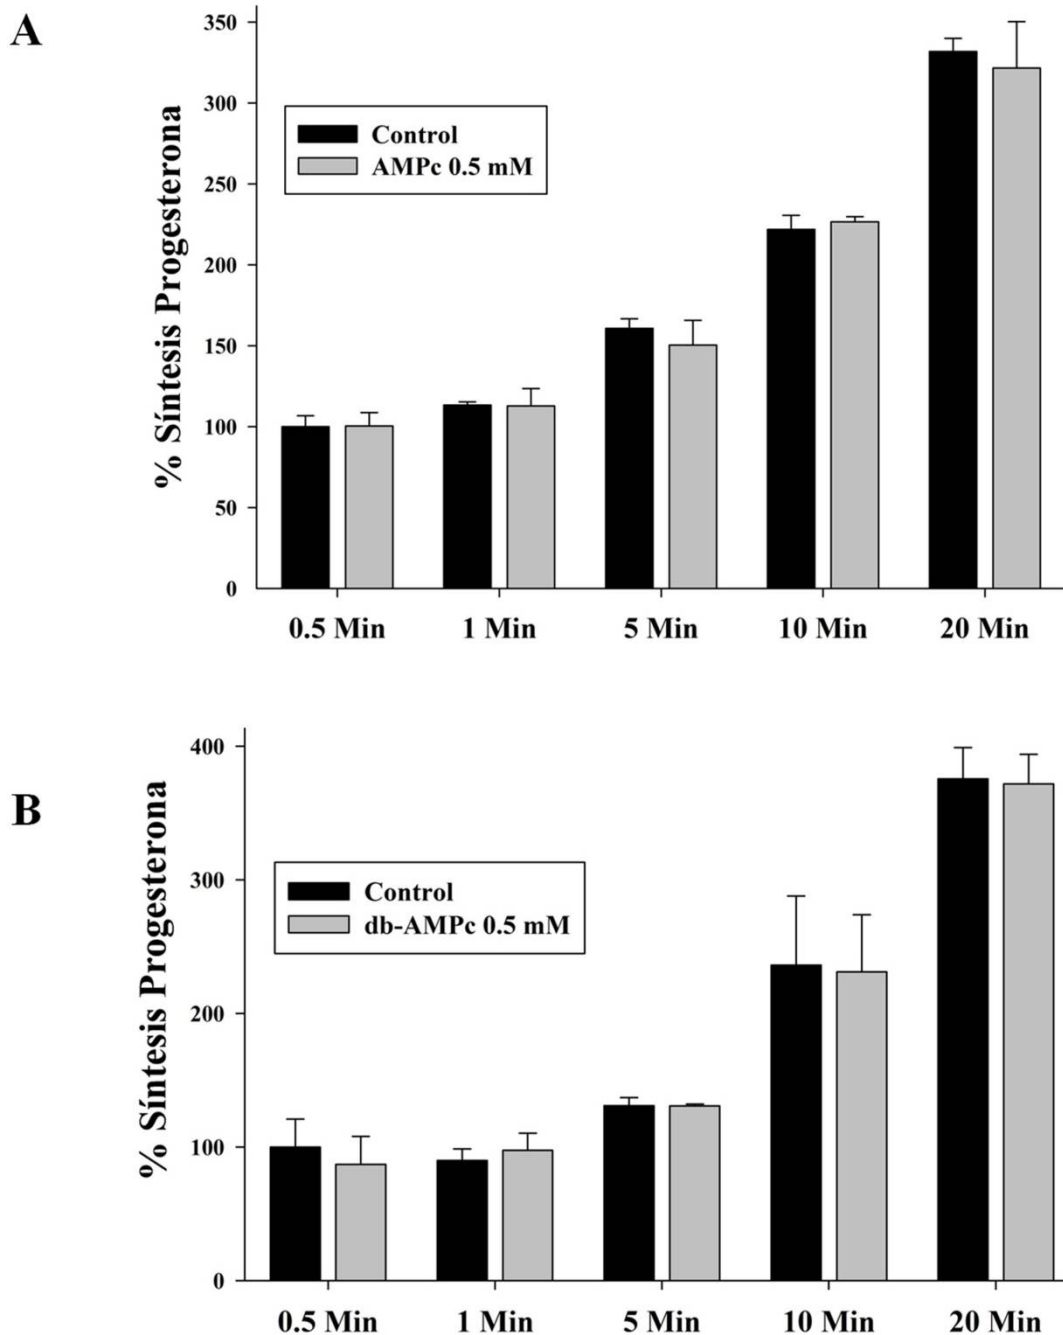 A
% Síntesis Progesterona
350
300
250
200
150
100
50
0
Control
AMPc 0.5 mM
0.5 Min 1 Min 5 Min 10 Min 20 Min
B
% Síntesis Progesterona
400
300
200
100
0
Control
db-AMPc 0.5 mM
0.5 Min 1 Min 5 Min 10 Min 20 Min